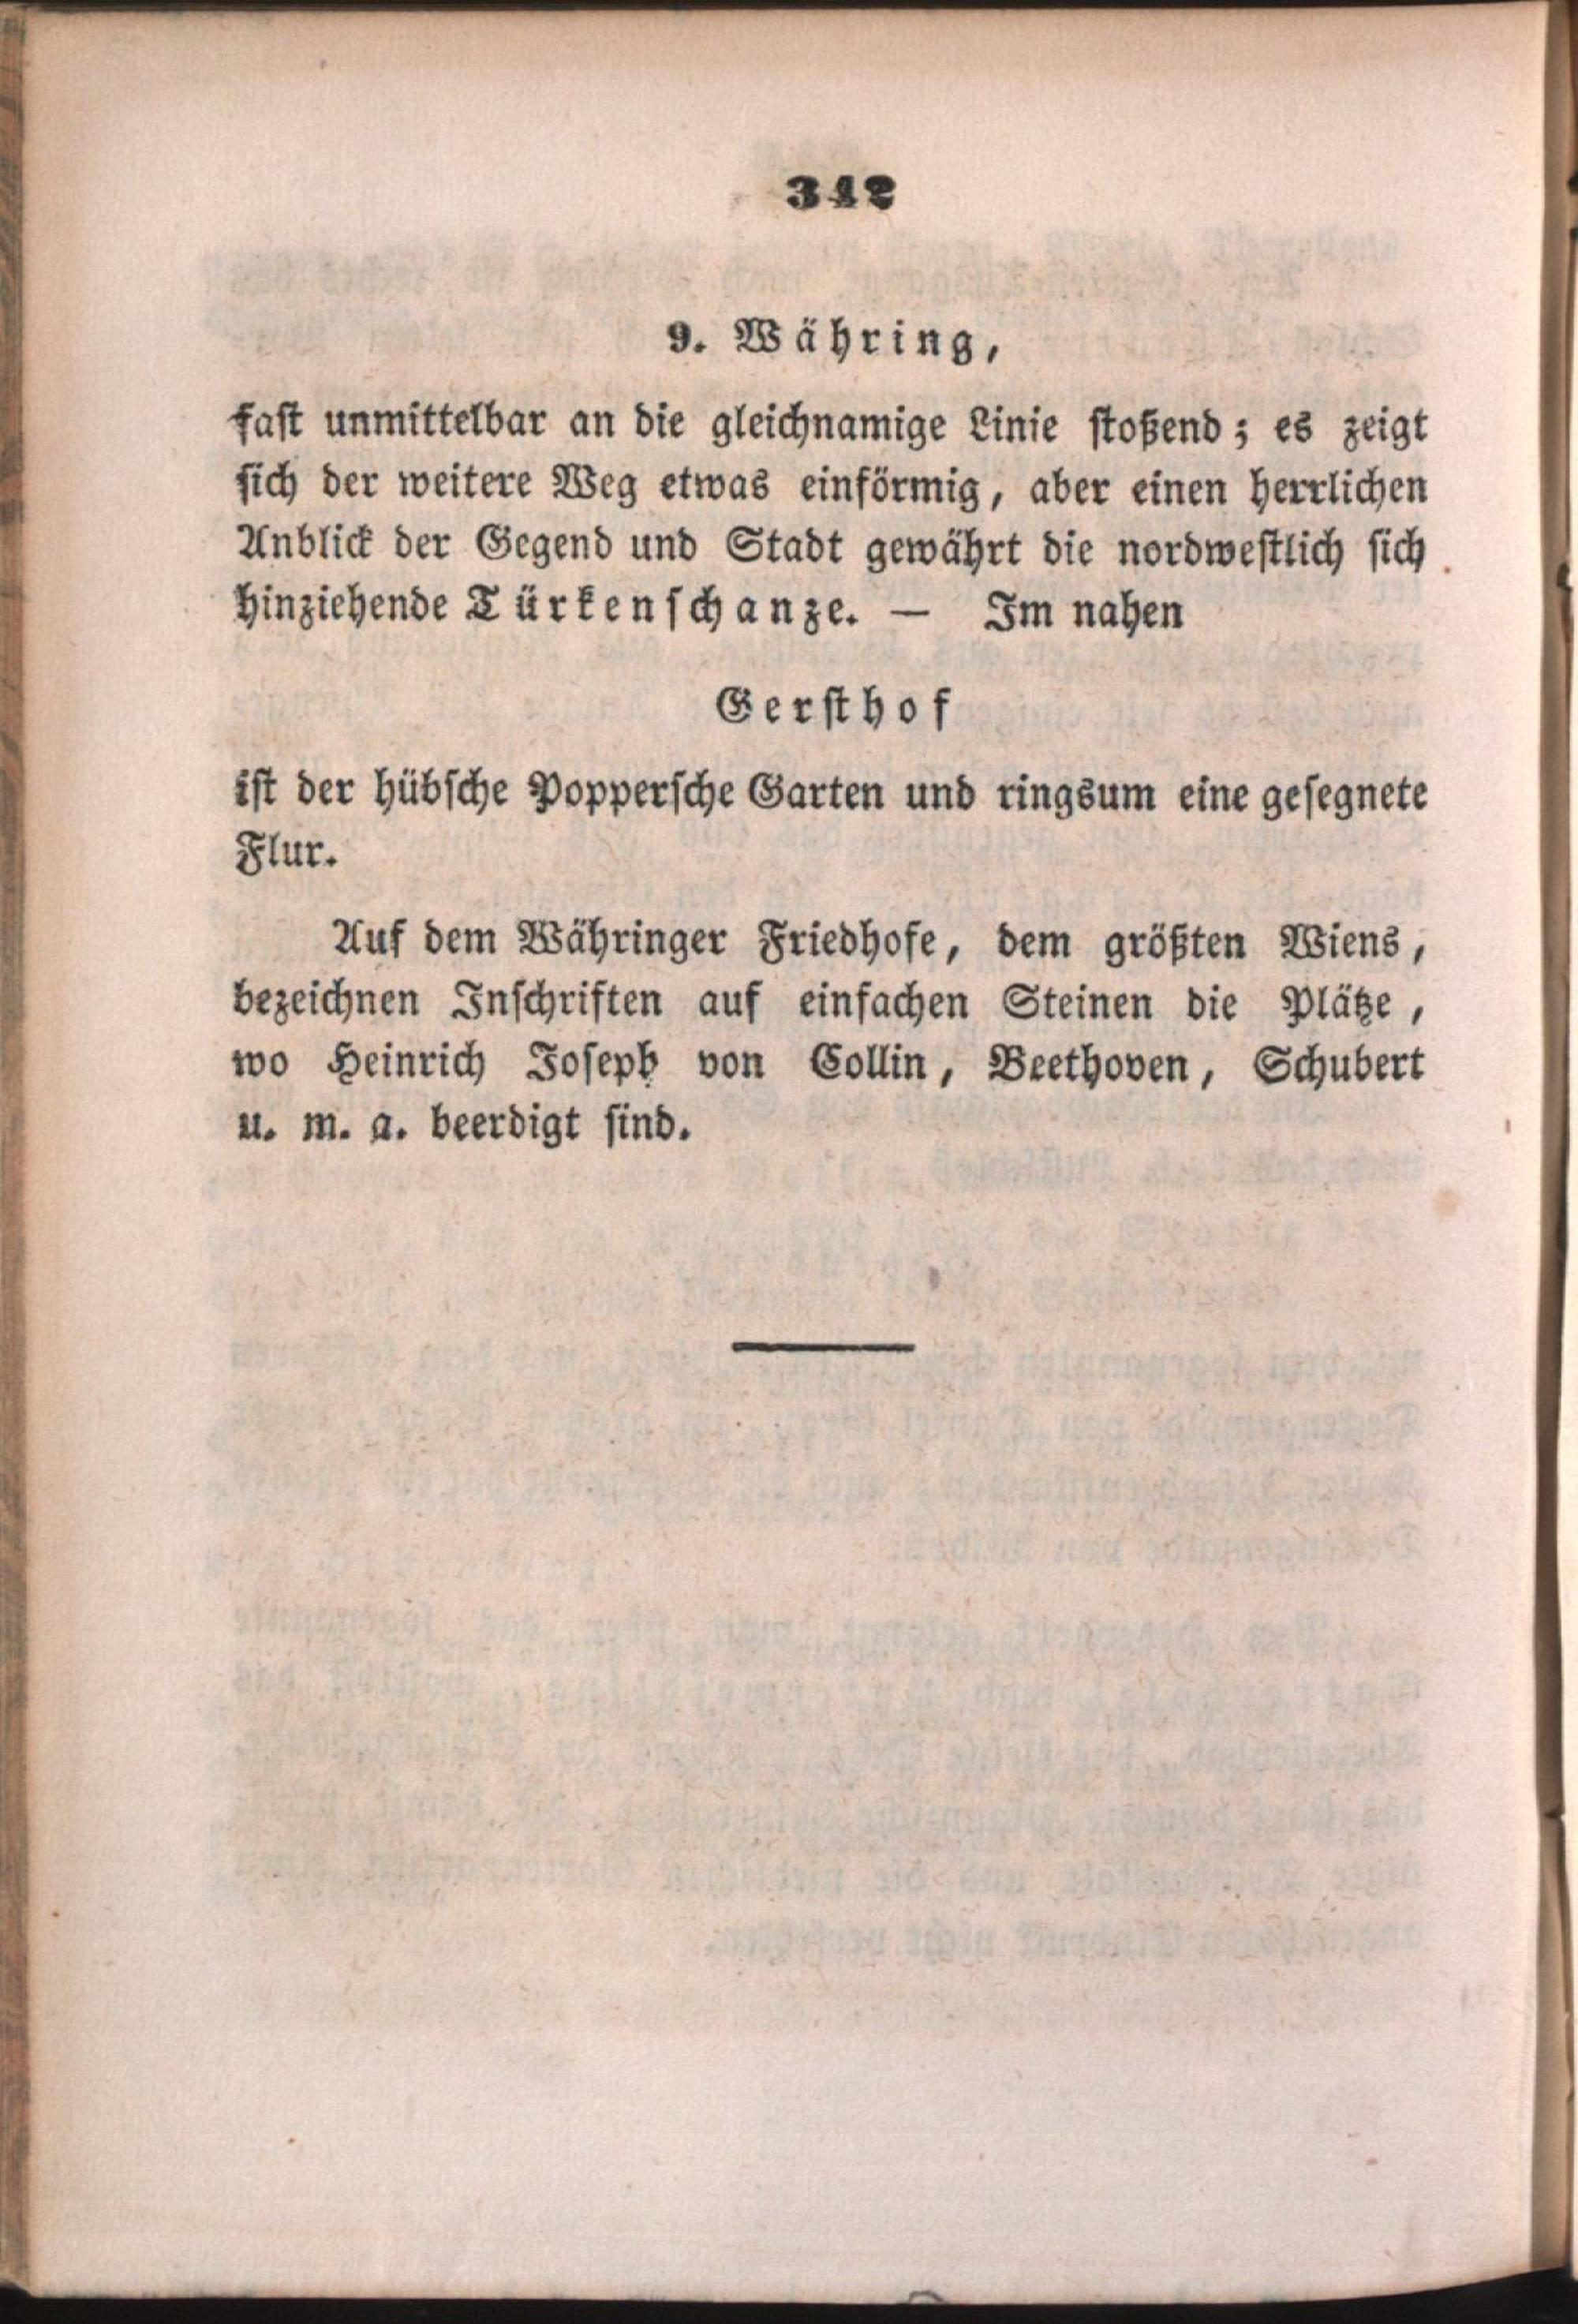 342
9. Währing,
fast unmittelbar an die gleichnamige Linie stoßend; es zeigt
sich der weitere Weg etwas einförmig, aber einen herrlichen
Anblick der Gegend und Stadt gewährt die nordwestlich sich
hinziehende Türkenschanze. — Im nahen
Gersthof
ist der hübsche Poppersche Garten und ringsum eine gesegnete
Flur.
Auf dem Währinger Friedhofe, dem größten Wiens,
bezeichnen Inschriften auf einfachen Steinen die Plätze,
wo Heinrich Joseph von Collin, Beethoven, Schubert
u. m. a. beerdigt sind.